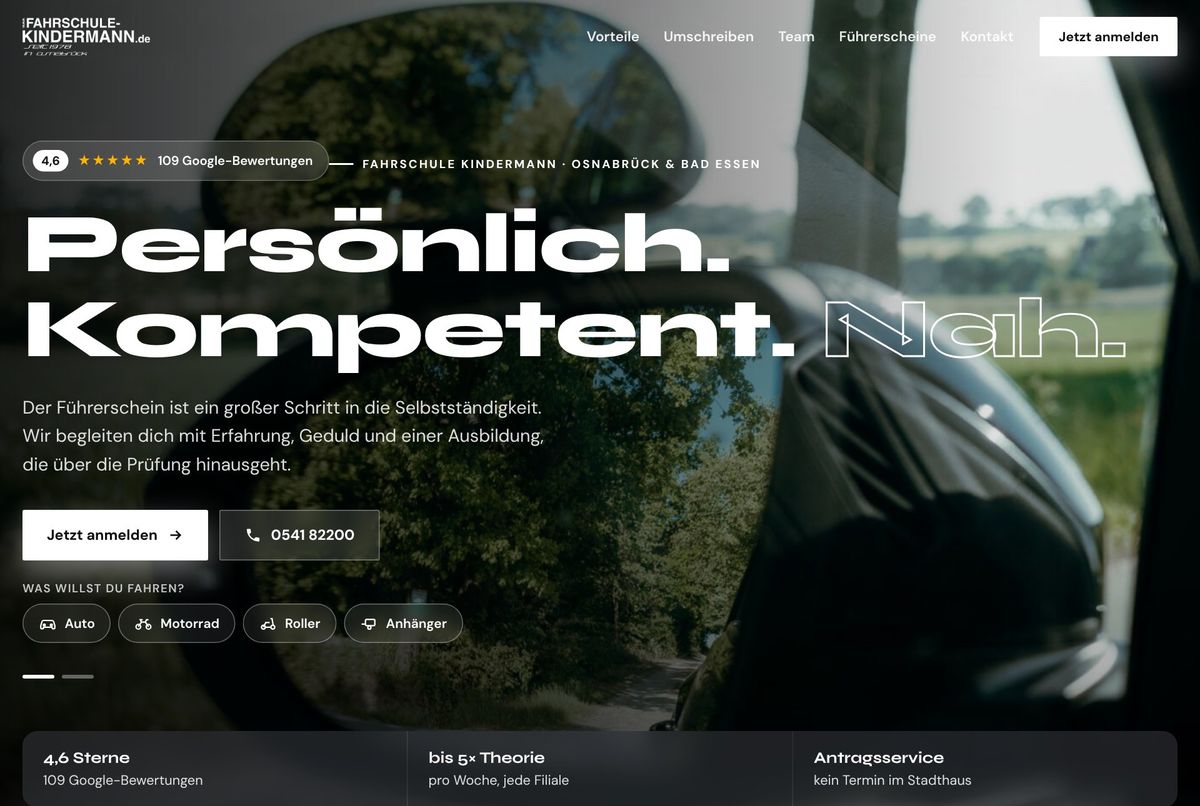 FAHRSCHULE-
KINDERMANN.de
seit 1978
in osnabrück
Vorteile Umschreiben Team Führerscheine Kontakt Jetzt anmelden
4,6 ★★★★★ 109 Google-Bewertungen
FAHRSCHULE KINDERMANN · OSNABRÜCK & BAD ESSEN
Persönlich.
Kompetent. Nah.
Der Führerschein ist ein großer Schritt in die Selbstständigkeit.
Wir begleiten dich mit Erfahrung, Geduld und einer Ausbildung,
die über die Prüfung hinausgeht.
Jetzt anmelden → 0541 82200
WAS WILLST DU FAHREN?
Auto Motorrad Roller Anhänger
4,6 Sterne
109 Google-Bewertungen
bis 5× Theorie
pro Woche, jede Filiale
Antragsservice
kein Termin im Stadthaus